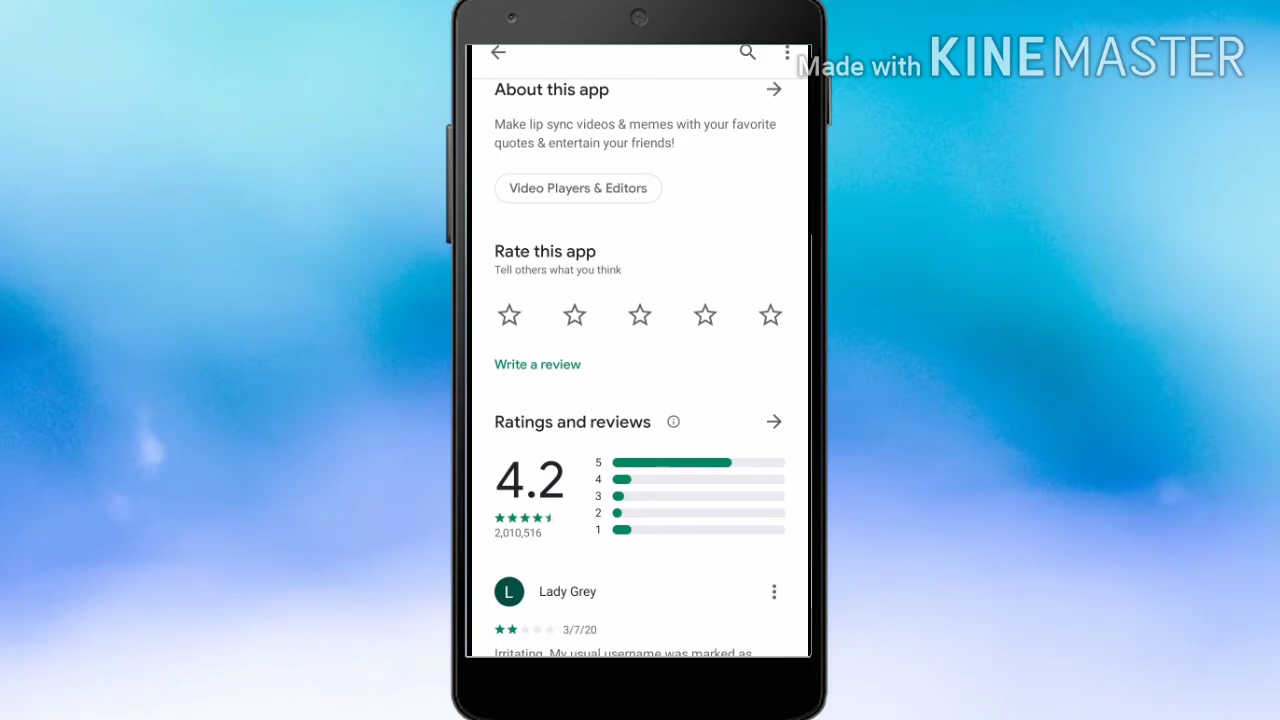 Made with KINEMASTER
About this app
Make lip sync videos & memes with your favorite
quotes & entertain your friends!
Video Players & Editors
Rate this app
Tell others what you think
Write a review
Ratings and reviews
4.2
5
4
3
2
1
2,010,516
L Lady Grey
3/7/20
Irritating. My usual username was marked as